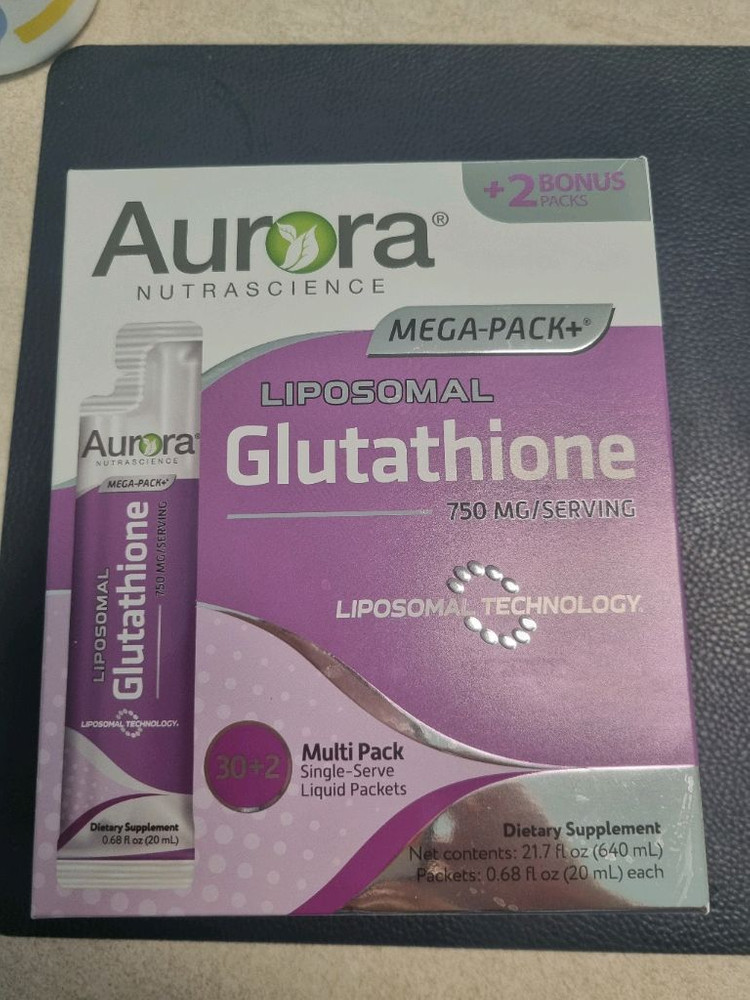 +2 BONUS
PACKS
Aurora®
NUTRASCIENCE
MEGA-PACK+®
LIPOSOMAL
Glutathione
750 MG/SERVING
LIPOSOMAL TECHNOLOGY
30+2
Multi Pack
Single-Serve
Liquid Packets
Dietary Supplement
Net contents: 21.7 fl oz (640 mL)
Packets: 0.68 fl oz (20 mL) each
Aurora®
NUTRASCIENCE
MEGA-PACK+®
LIPOSOMAL
Glutathione
750 MG/SERVING
LIPOSOMAL TECHNOLOGY
Dietary Supplement
0.68 fl oz (20 mL)